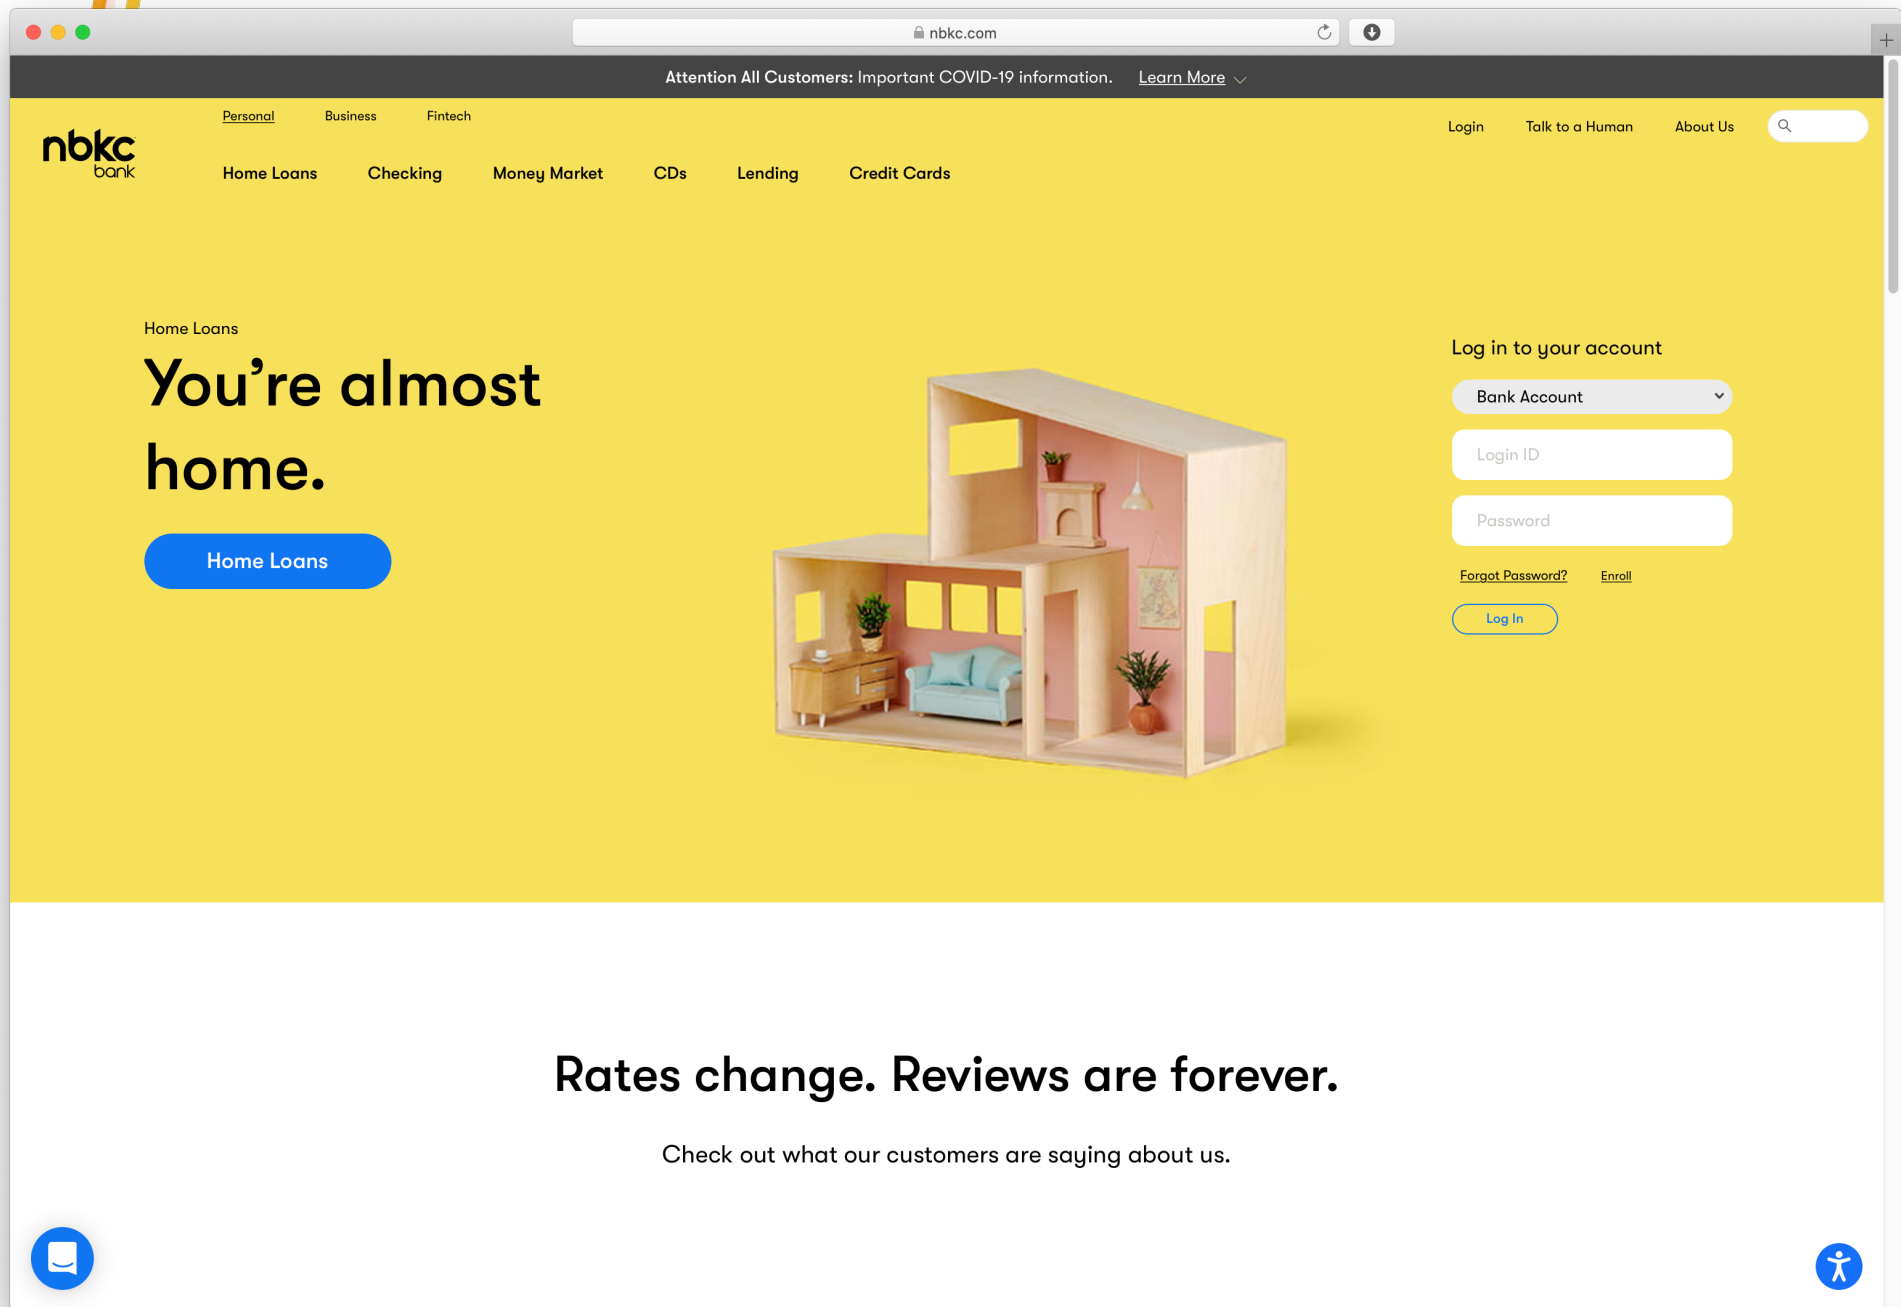 nbkc.com
Attention All Customers: Important COVID-19 information. Learn More
Personal Business Fintech
Login Talk to a Human About Us
nbkc
bank
Home Loans Checking Money Market CDs Lending Credit Cards
Home Loans
You're almost
home.
Home Loans
Log in to your account
Bank Account
Login ID
Password
Forgot Password? Enroll
Log In
Rates change. Reviews are forever.
Check out what our customers are saying about us.